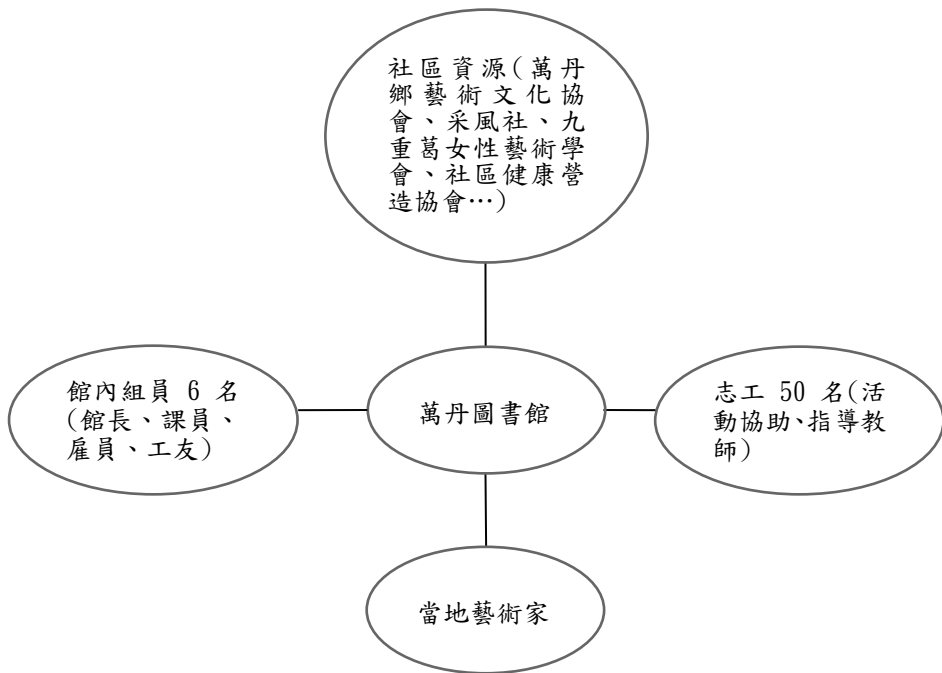 社區資源(萬丹
鄉藝術文化協
會、采風社、九
重葛女性藝術學
會、社區健康營
造協會…)
館內組員 6 名
(館長、課員、
雇員、工友)
萬丹圖書館
志工 50 名(活
動協助、指導教
師)
當地藝術家